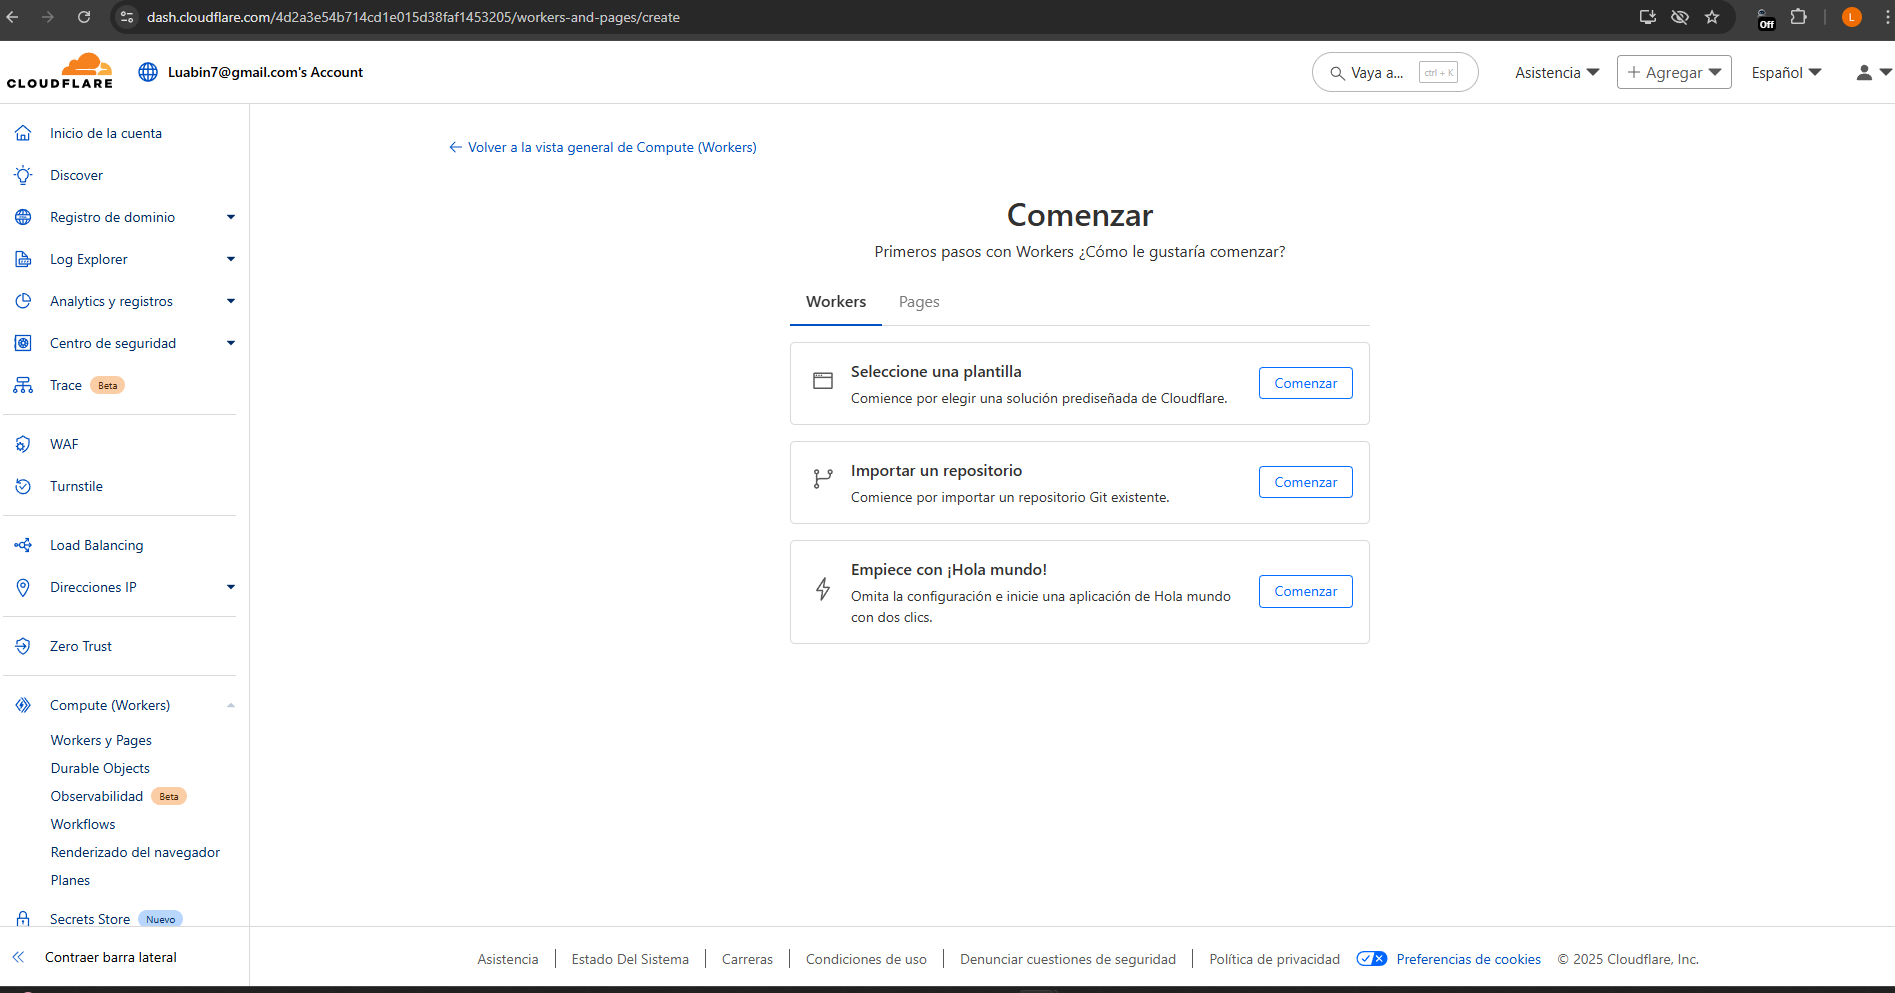 dash.cloudflare.com/4d2a3e54b714cd1e015d38faf1453205/workers-and-pages/create
Off
L
CLOUDFLARE
Luabin7@gmail.com's Account
Vaya a...
ctrl + K
Asistencia
Agregar
Español
Inicio de la cuenta
Discover
Registro de dominio
Log Explorer
Analytics y registros
Centro de seguridad
Trace Beta
WAF
Turnstile
Load Balancing
Direcciones IP
Zero Trust
Compute (Workers)
Workers y Pages
Durable Objects
Observabilidad Beta
Workflows
Renderizado del navegador
Planes
Secrets Store Nuevo
Contraer barra lateral
Volver a la vista general de Compute (Workers)
Comenzar
Primeros pasos con Workers ¿Cómo le gustaría comenzar?
Workers Pages
Seleccione una plantilla
Comience por elegir una solución prediseñada de Cloudflare.
Comenzar
Importar un repositorio
Comience por importar un repositorio Git existente.
Comenzar
Empiece con ¡Hola mundo!
Omita la configuración e inicie una aplicación de Hola mundo
con dos clics.
Comenzar
Asistencia
Estado Del Sistema
Carreras
Condiciones de uso
Denunciar cuestiones de seguridad
Política de privacidad
Preferencias de cookies
© 2025 Cloudflare, Inc.